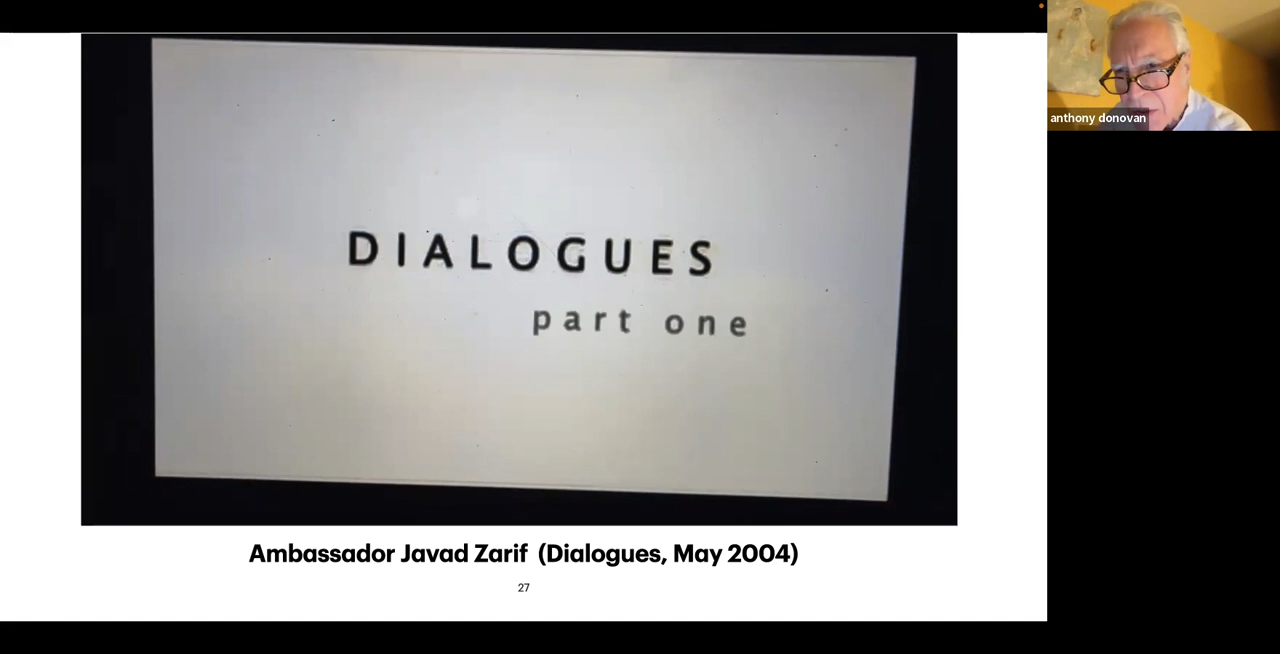 DIALOGUES
part one
Ambassador Javad Zarif (Dialogues, May 2004)
27
anthony donovan